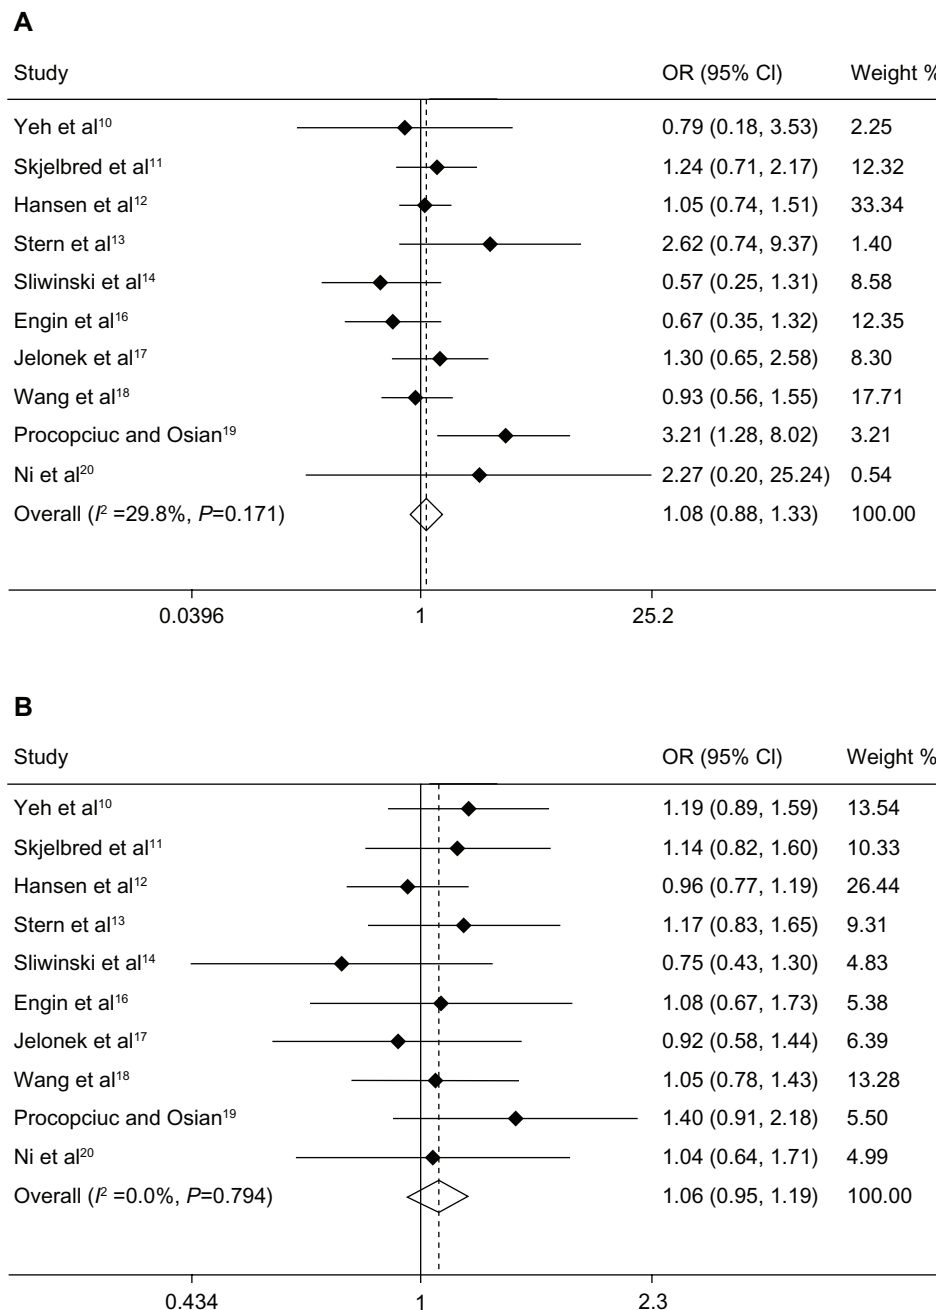 A
Study OR (95% CI) Weight %
Yeh et al10 0.79 (0.18, 3.53) 2.25
Skjelbred et al11 1.24 (0.71, 2.17) 12.32
Hansen et al12 1.05 (0.74, 1.51) 33.34
Stern et al13 2.62 (0.74, 9.37) 1.40
Sliwinski et al14 0.57 (0.25, 1.31) 8.58
Engin et al16 0.67 (0.35, 1.32) 12.35
Jelonek et al17 1.30 (0.65, 2.58) 8.30
Wang et al18 0.93 (0.56, 1.55) 17.71
Procopciuc and Osian19 3.21 (1.28, 8.02) 3.21
Ni et al20 2.27 (0.20, 25.24) 0.54
Overall (I2 =29.8%, P=0.171) 1.08 (0.88, 1.33) 100.00
0.0396 1 25.2
B
Study OR (95% CI) Weight %
Yeh et al10 1.19 (0.89, 1.59) 13.54
Skjelbred et al11 1.14 (0.82, 1.60) 10.33
Hansen et al12 0.96 (0.77, 1.19) 26.44
Stern et al13 1.17 (0.83, 1.65) 9.31
Sliwinski et al14 0.75 (0.43, 1.30) 4.83
Engin et al16 1.08 (0.67, 1.73) 5.38
Jelonek et al17 0.92 (0.58, 1.44) 6.39
Wang et al18 1.05 (0.78, 1.43) 13.28
Procopciuc and Osian19 1.40 (0.91, 2.18) 5.50
Ni et al20 1.04 (0.64, 1.71) 4.99
Overall (I2 =0.0%, P=0.794) 1.06 (0.95, 1.19) 100.00
0.434 1 2.3